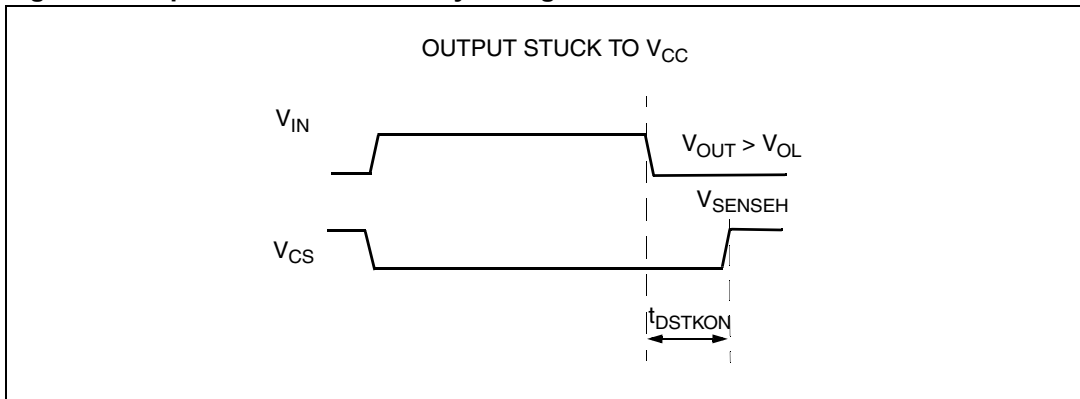 OUTPUT STUCK TO VCC
VIN
VOUT > VOL
VSENSEH
VCS
tDSTKON